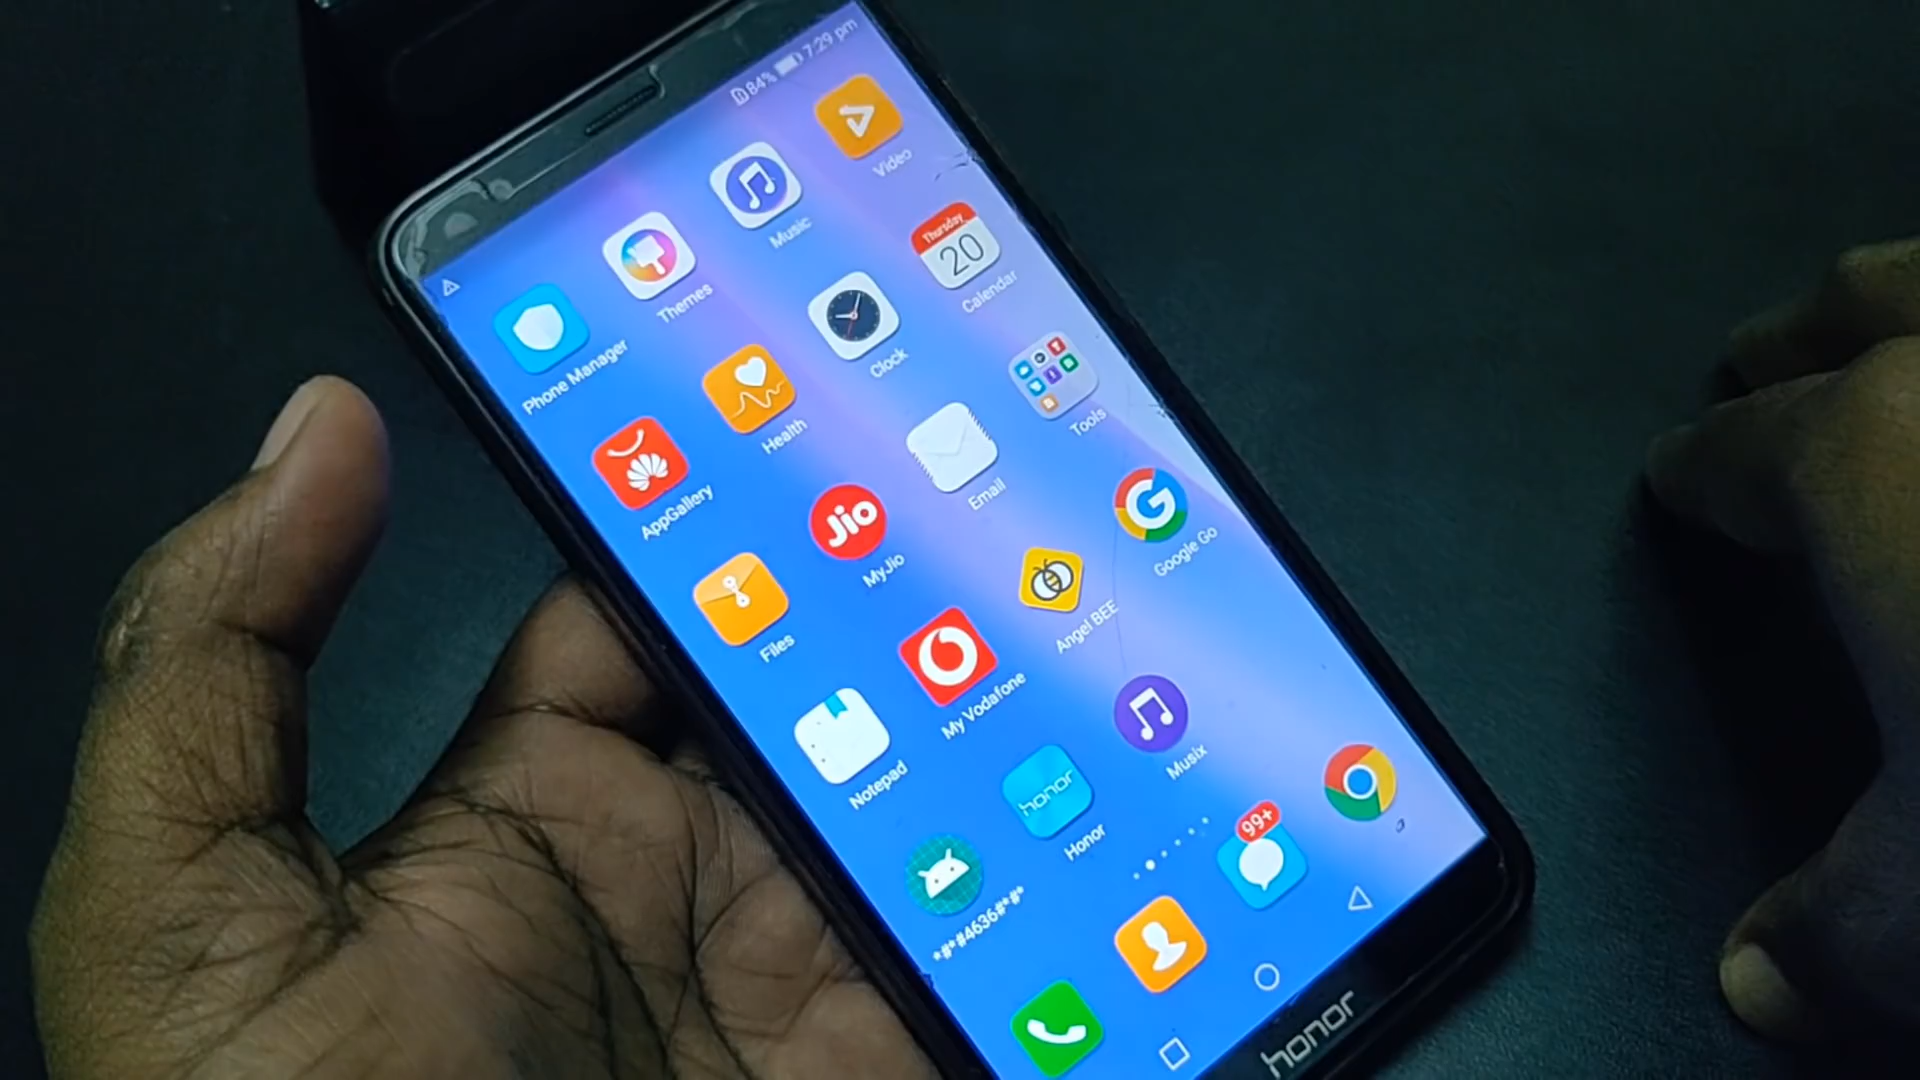 84% 7:29 pm
Phone Manager
Themes
Music
Video
AppGallery
Health
Clock
Thursday
20
Calendar
Files
Jio
MyJio
Email
Tools
Notepad
My Vodafone
Angel BEE
G
Google Go
*#*#4636#*#*
honor
Honor
Musix
99+
honor